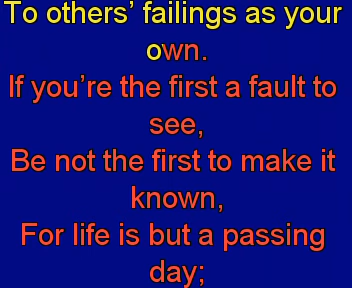 To others’ failings as your
own.
If you’re the first a fault to
see,
Be not the first to make it
known,
For life is but a passing
day;